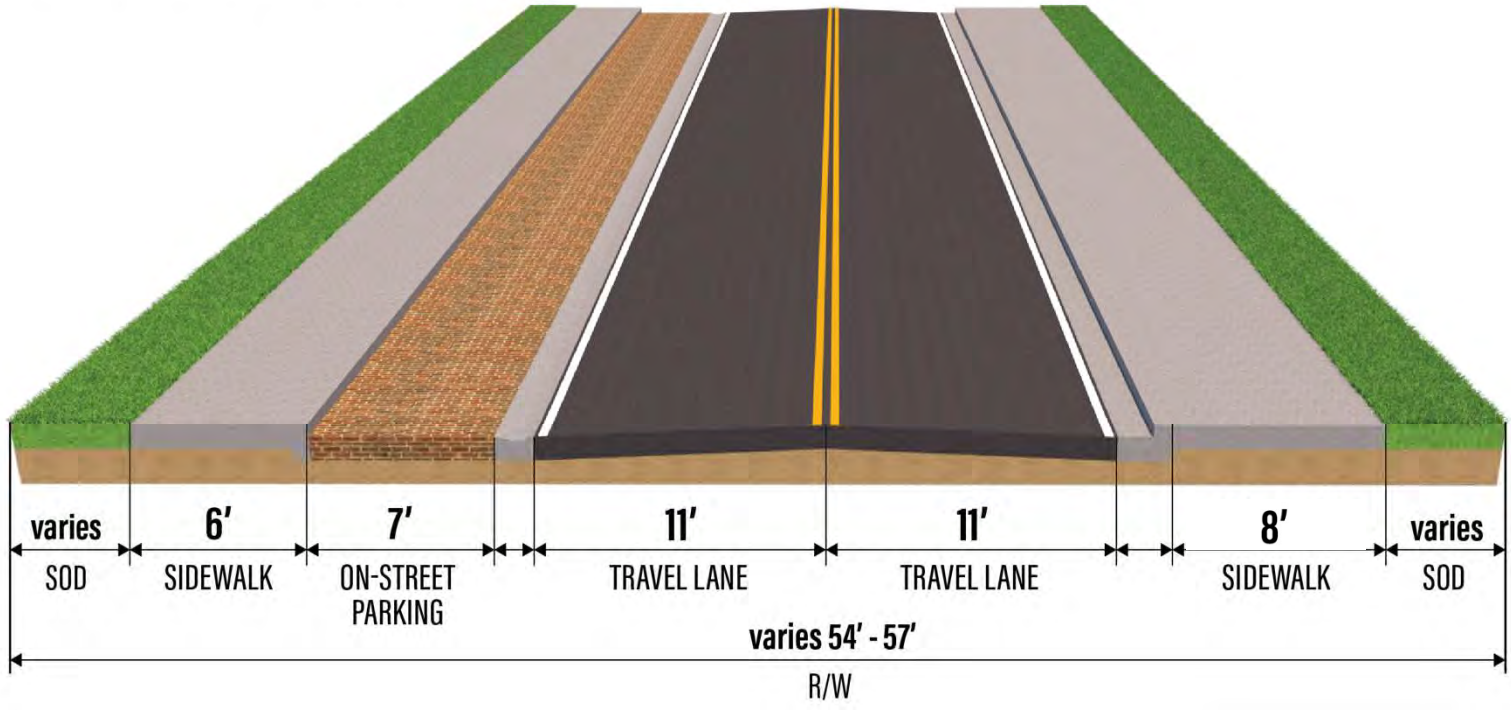 varies 6′ 7′ 11′ 11′ 8′ varies
SOD SIDEWALK ON-STREET TRAVEL LANE TRAVEL LANE SIDEWALK SOD
PARKING
varies 54′ - 57′
R/W